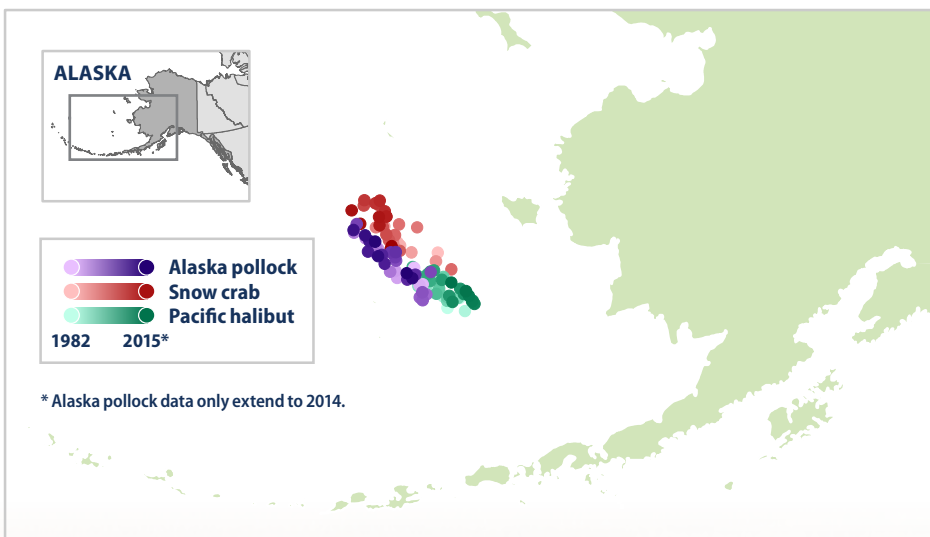 ALASKA
Alaska pollock
Snow crab
Pacific halibut
1982 2015*
* Alaska pollock data only extend to 2014.